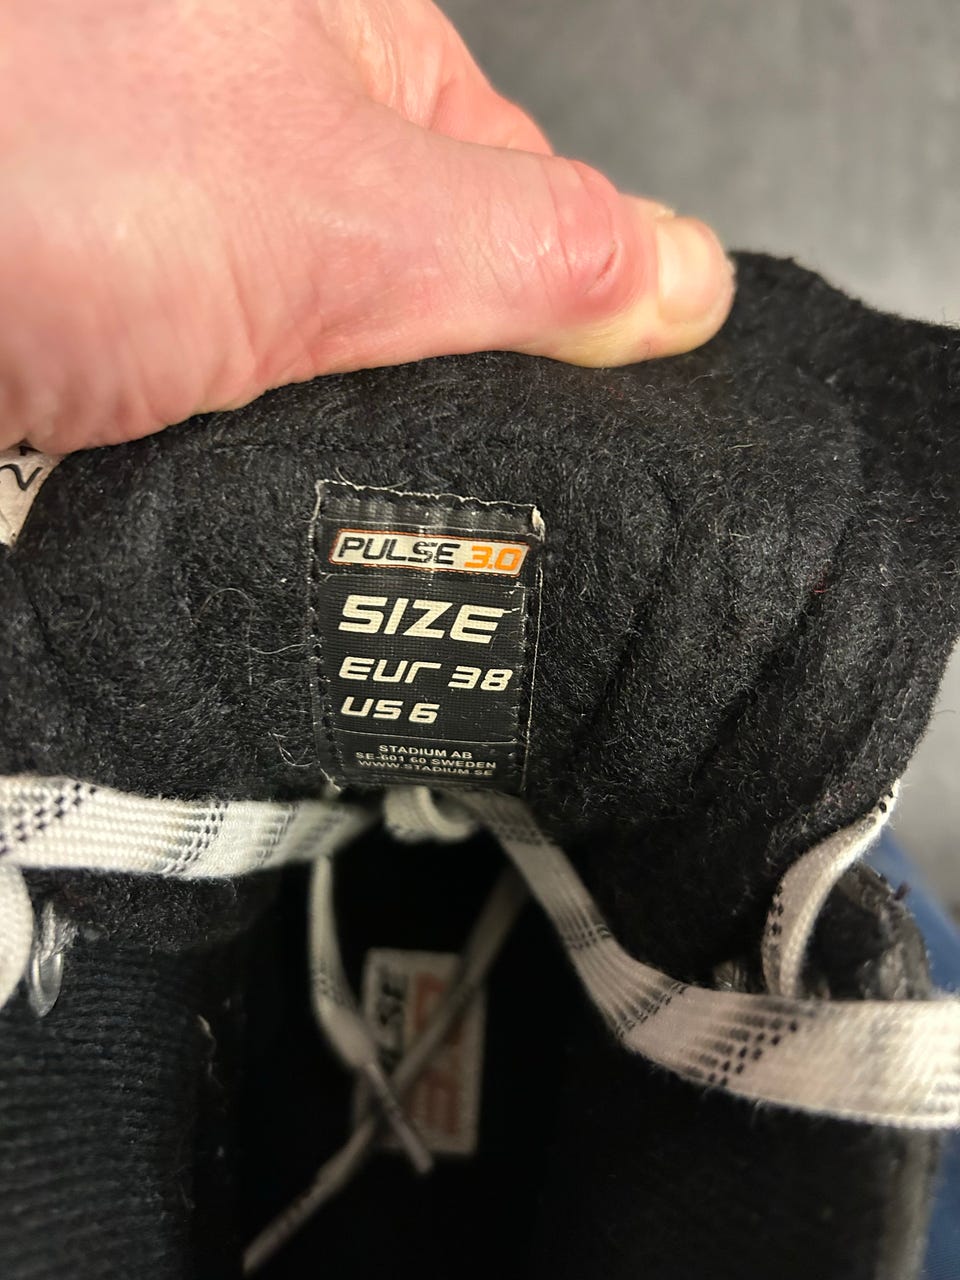 PULSE 3.0
SIZE
EUR 38
US 6
STADIUM AB
SE-601 60 SWEDEN
WWW.STADIUM.SE